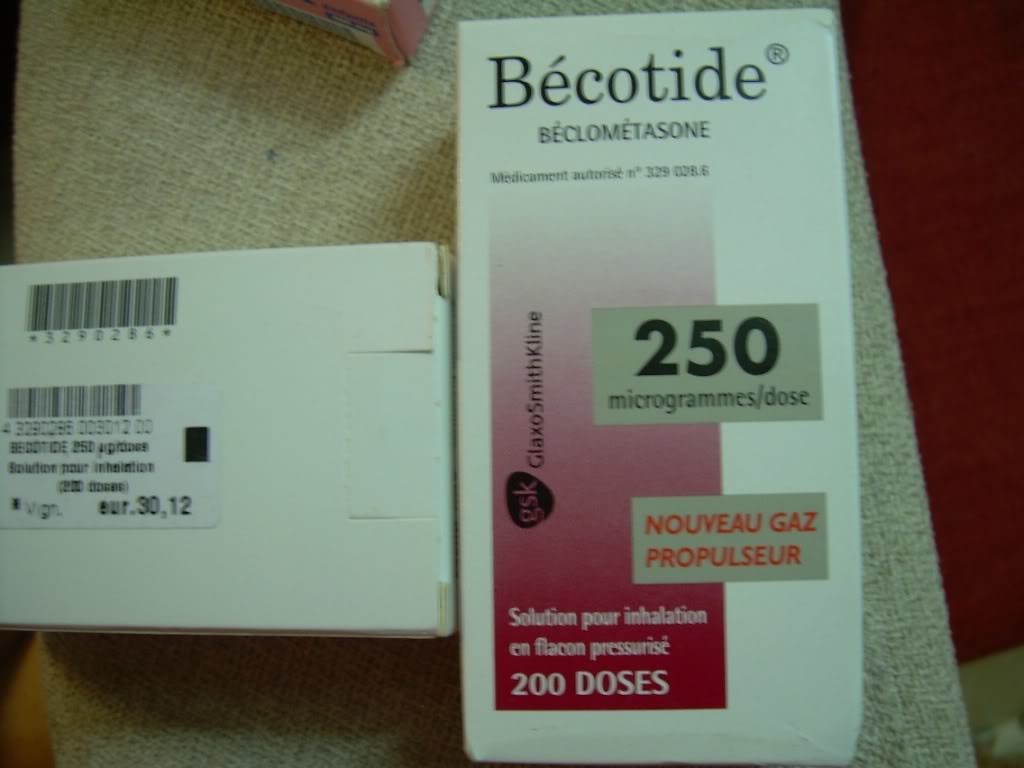 Bécotide®
BÉCLOMÉTASONE
Médicament autorisé n° 329 028.6
250
microgrammes/dose
gsk GlaxoSmithKline
NOUVEAU GAZ
PROPULSEUR
Solution pour inhalation
en flacon pressurisé
200 DOSES
*3290286*
4 3290286 003012 00
BECOTIDE 250 µg/dose
Solution pour inhalation
(200 doses)
* Vign. eur.30,12